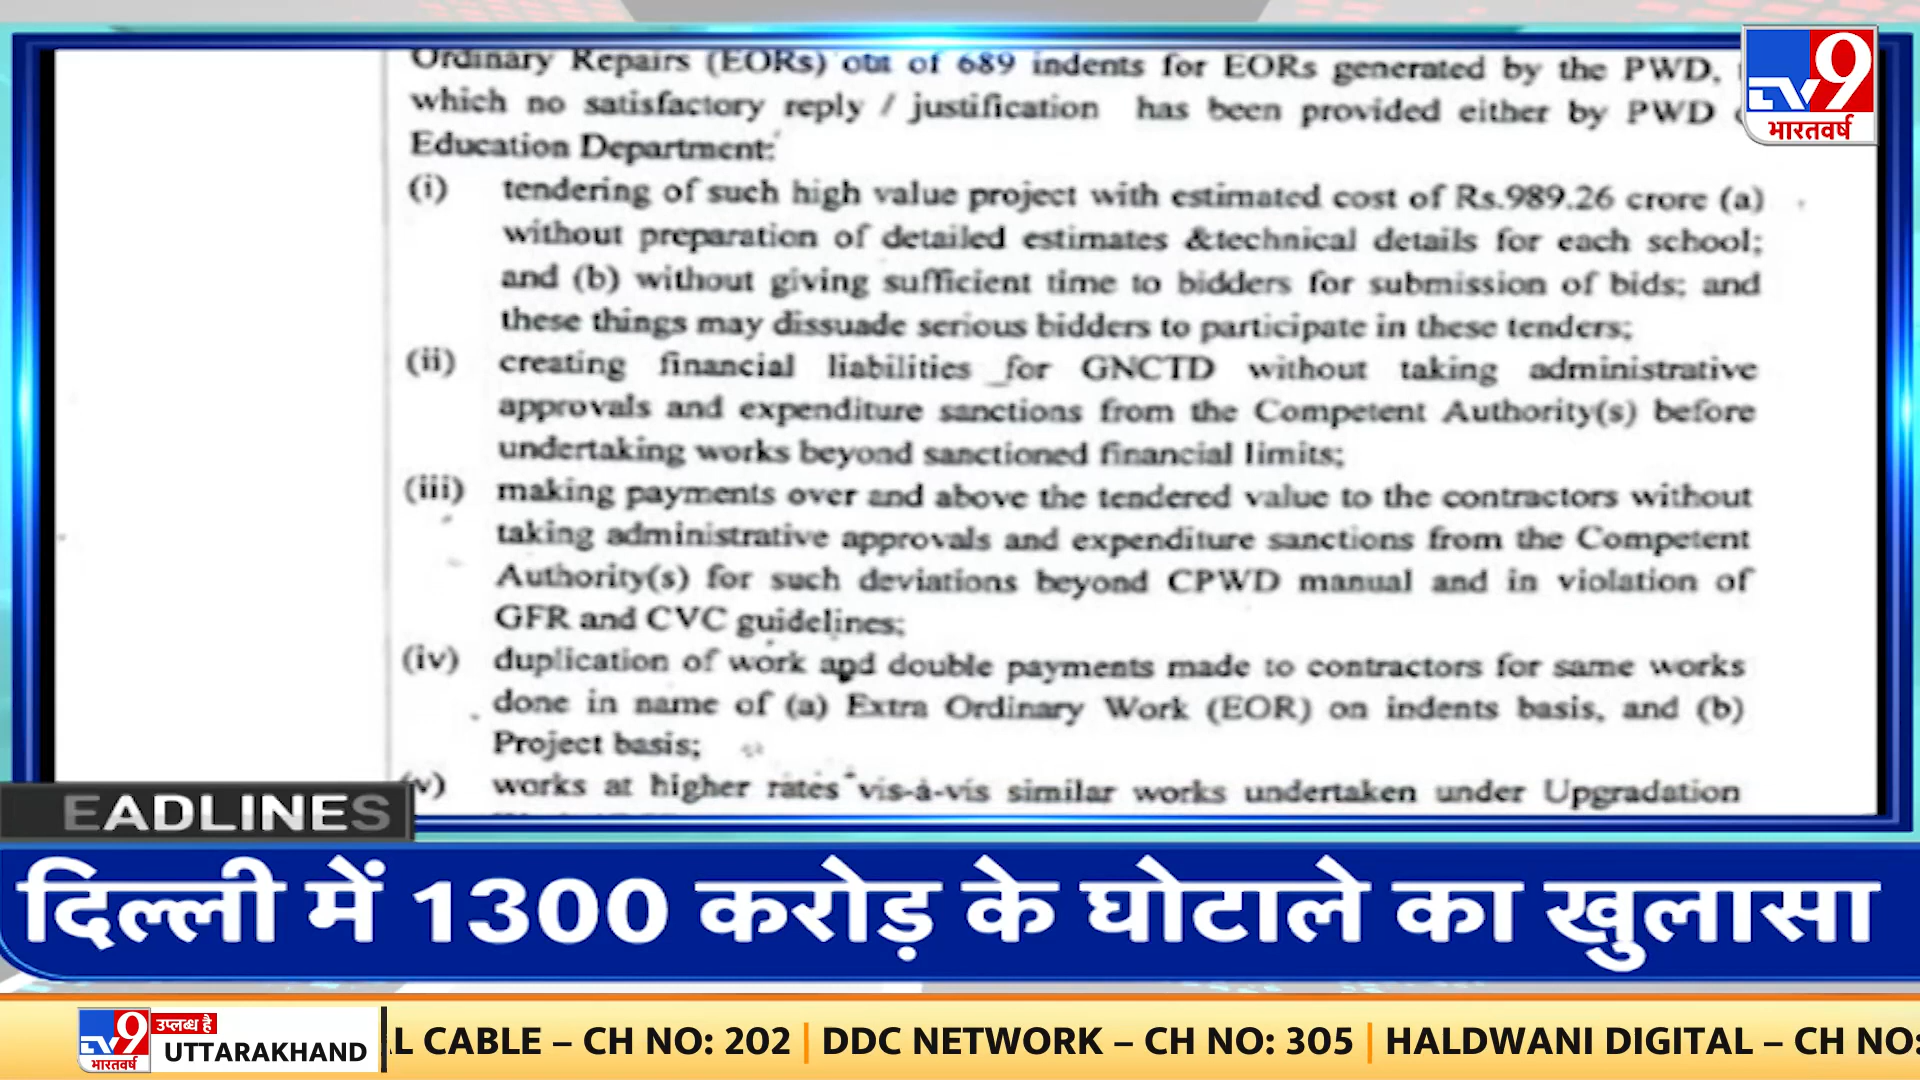 Ordinary Repairs (EORs) out of 689 indents for EORs generated by the PWD,
which no satisfactory reply / justification has been provided either by PWD
Education Department:
(i) tendering of such high value project with estimated cost of Rs.989.26 crore (a)
without preparation of detailed estimates &technical details for each school;
and (b) without giving sufficient time to bidders for submission of bids; and
these things may dissuade serious bidders to participate in these tenders;
(ii) creating financial liabilities for GNCTD without taking administrative
approvals and expenditure sanctions from the Competent Authority(s) before
undertaking works beyond sanctioned financial limits;
(iii) making payments over and above the tendered value to the contractors without
taking administrative approvals and expenditure sanctions from the Competent
Authority(s) for such deviations beyond CPWD manual and in violation of
GFR and CVC guidelines;
(iv) duplication of work and double payments made to contractors for same works
done in name of (a) Extra Ordinary Work (EOR) on indents basis, and (b)
Project basis;
(v) works at higher rates vis-à-vis similar works undertaken under Upgradation
TV9
भारतवर्ष
EADLINES
दिल्ली में 1300 करोड़ के घोटाले का खुलासा
TV9
भारतवर्ष
उप्लब्ध है
UTTARAKHAND
L CABLE – CH NO: 202 | DDC NETWORK – CH NO: 305 | HALDWANI DIGITAL – CH NO: